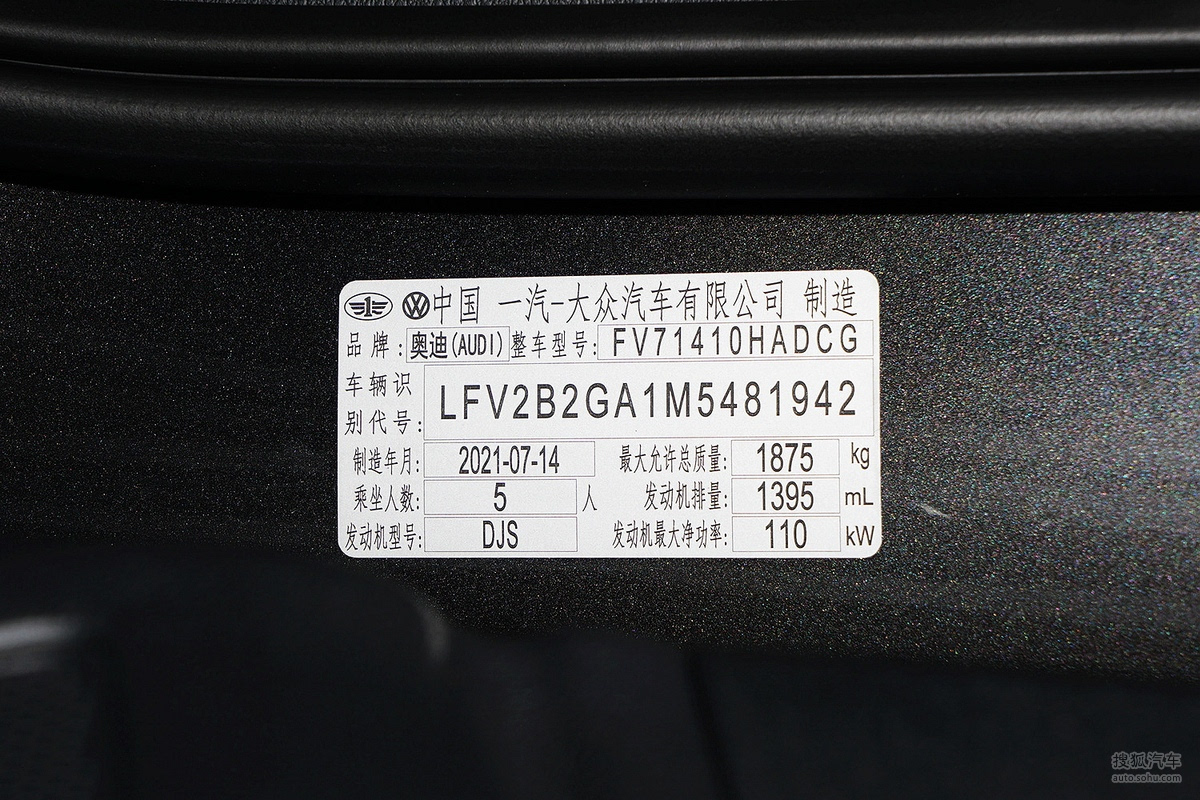 中国 一汽-大众汽车有限公司 制造
品牌: 奥迪(AUDI) 整车型号: FV71410HADCG
车辆识别代号: LFV2B2GA1M5481942
制造年月: 2021-07-14 最大允许总质量: 1875 kg
乘坐人数: 5 人 发动机排量: 1395 mL
发动机型号: DJS 发动机最大净功率: 110 kW
搜狐汽车
auto.sohu.com